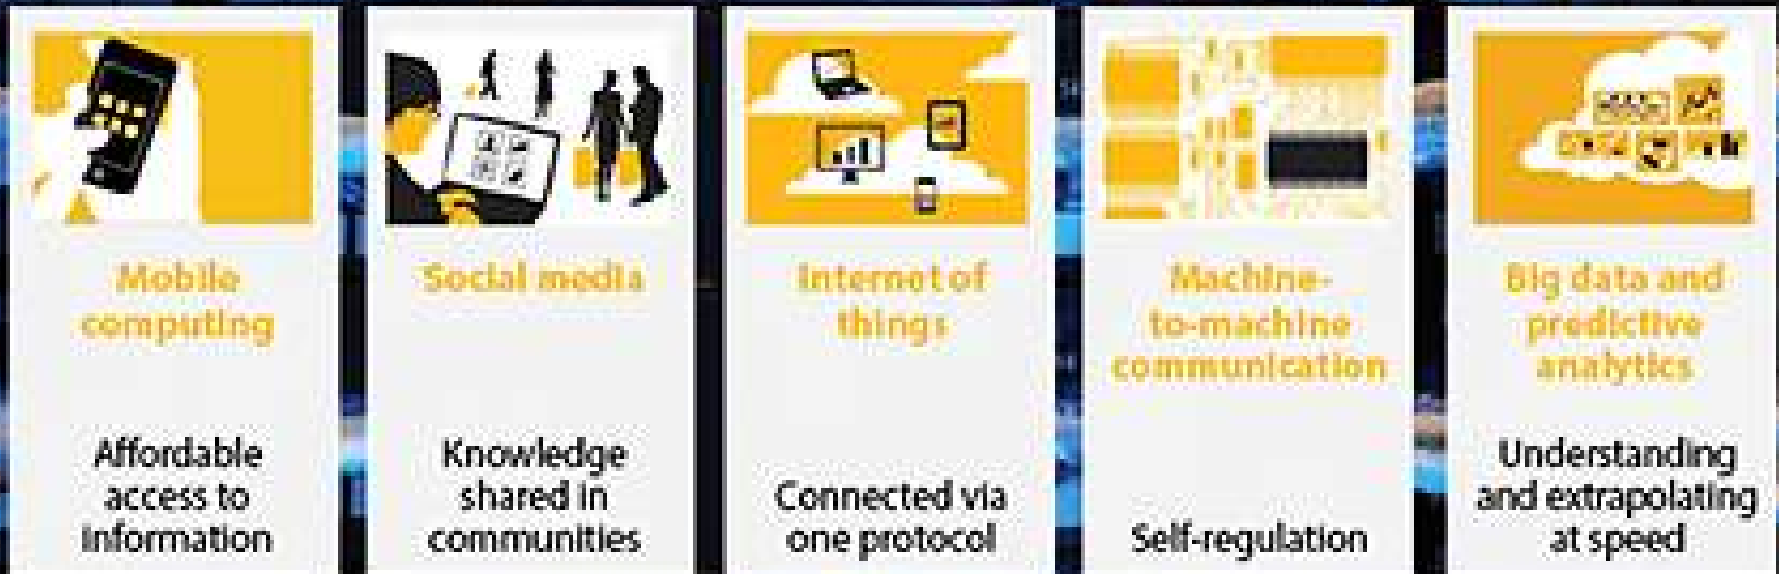 Mobile
computing
Affordable
access to
information
Social media
Knowledge
shared in
communities
Internet of
things
Connected via
one protocol
Machine-
to-machine
communication
Self-regulation
Big data and
predictive
analytics
Understanding
and extrapolating
at speed